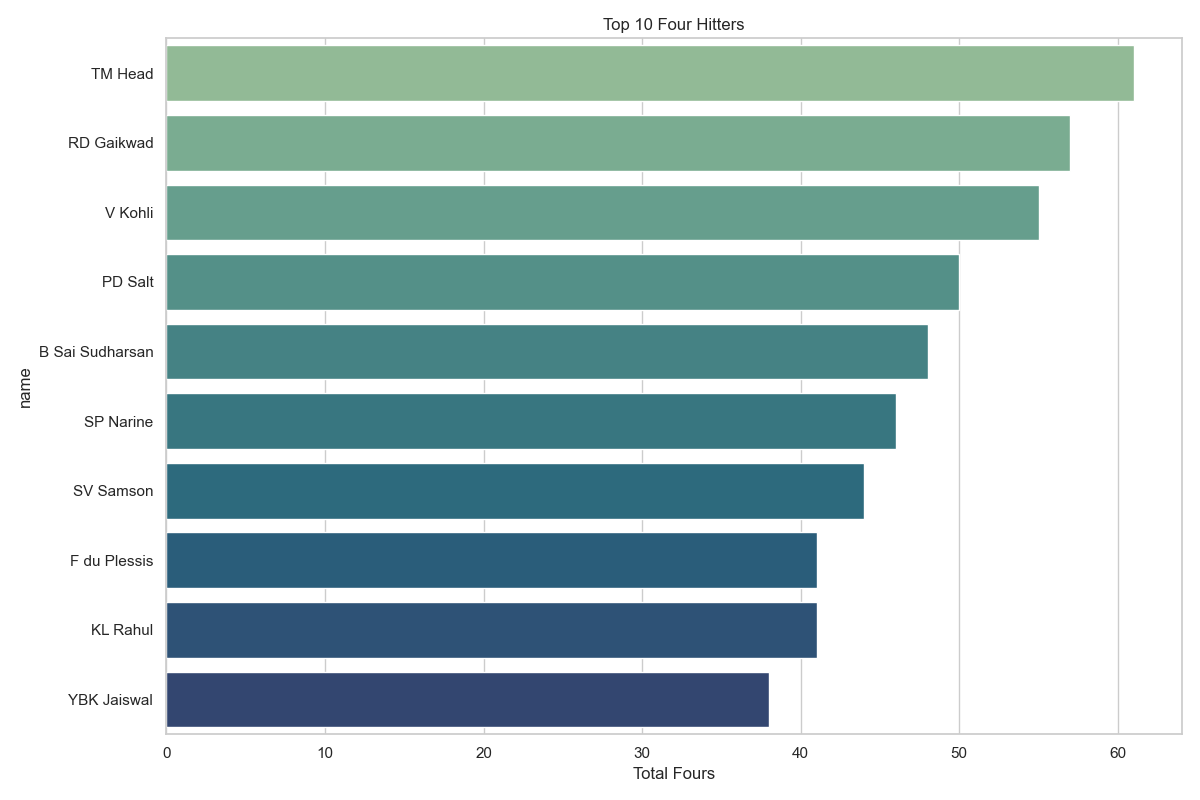 Top 10 Four Hitters
name
TM Head
RD Gaikwad
V Kohli
PD Salt
B Sai Sudharsan
SP Narine
SV Samson
F du Plessis
KL Rahul
YBK Jaiswal
0 10 20 30 40 50 60
Total Fours